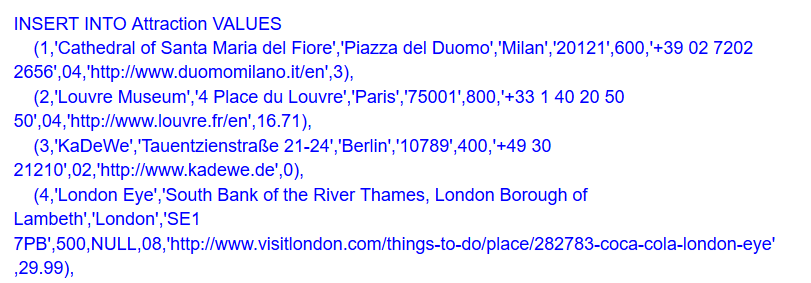 INSERT INTO Attraction VALUES
(1,'Cathedral of Santa Maria del Fiore','Piazza del Duomo','Milan','20121',600,'+39 02 7202
2656',04,'http://www.duomomilano.it/en',3),
(2,'Louvre Museum','4 Place du Louvre','Paris','75001',800,'+33 1 40 20 50
50',04,'http://www.louvre.fr/en',16.71),
(3,'KaDeWe','Tauentzienstraße 21-24','Berlin','10789',400,'+49 30
21210',02,'http://www.kadewe.de',0),
(4,'London Eye','South Bank of the River Thames, London Borough of
Lambeth','London','SE1
7PB',500,NULL,08,'http://www.visitlondon.com/things-to-do/place/282783-coca-cola-london-eye'
,29.99),